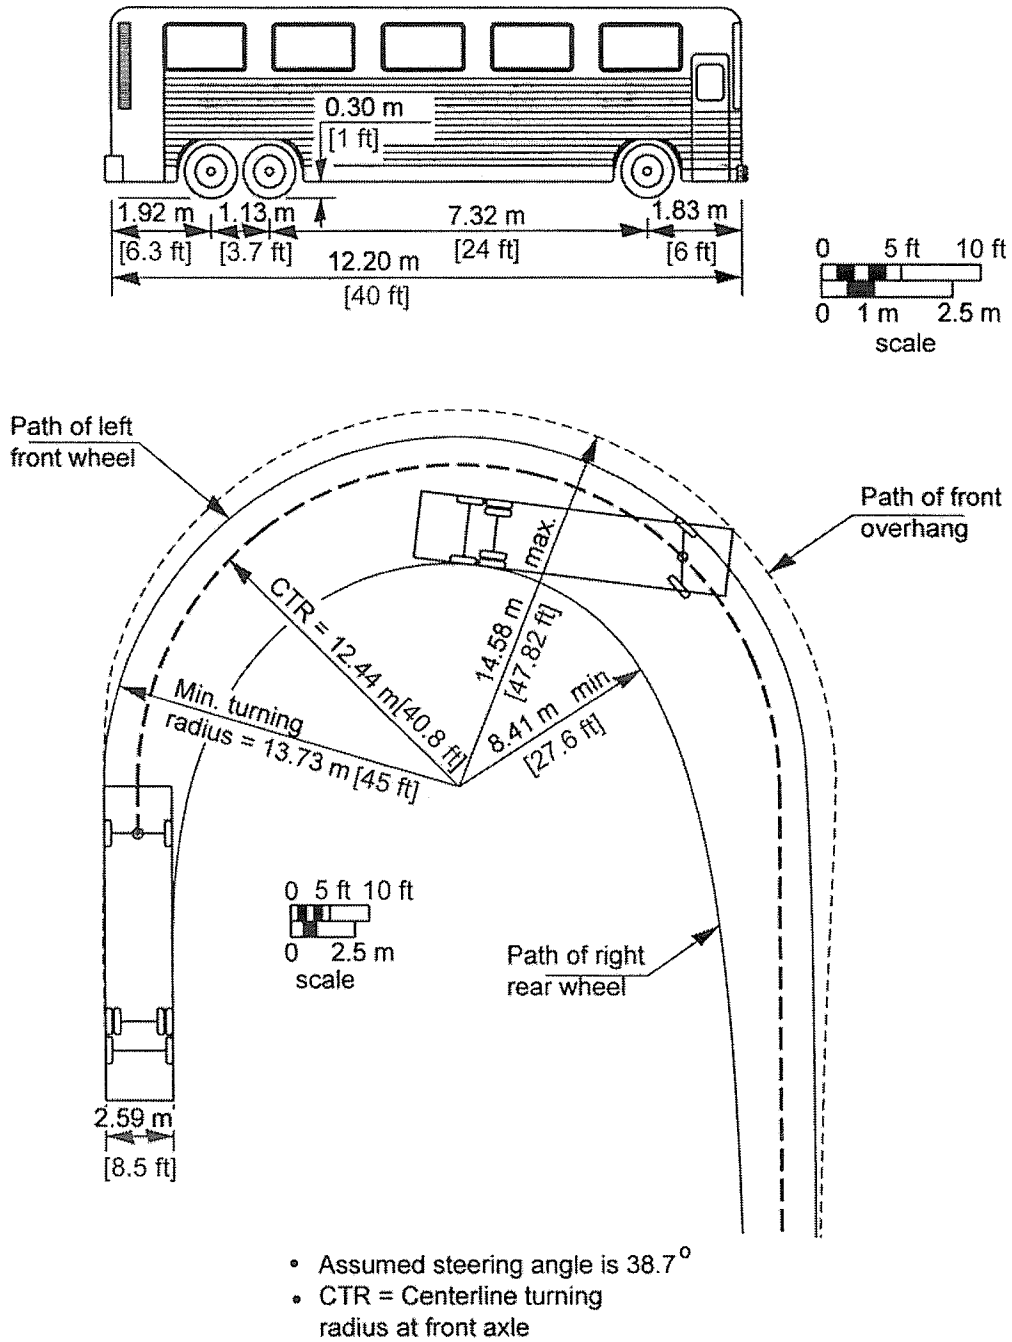 0.30 m
[1 ft]
1.92 m 1.13 m 7.32 m 1.83 m
[6.3 ft] [3.7 ft] [24 ft] [6 ft]
12.20 m
[40 ft]
0 5 ft 10 ft
0 1 m 2.5 m
scale
Path of left
front wheel
Path of front
overhang
CTR = 12.44 m[40.8 ft]
14.58 m max.
[47.82 ft]
Min. turning
radius = 13.73 m [45 ft]
8.41 m min
[27.6 ft]
0 5 ft 10 ft
0 2.5 m
scale
Path of right
rear wheel
2.59 m
[8.5 ft]
• Assumed steering angle is 38.7°
• CTR = Centerline turning
radius at front axle